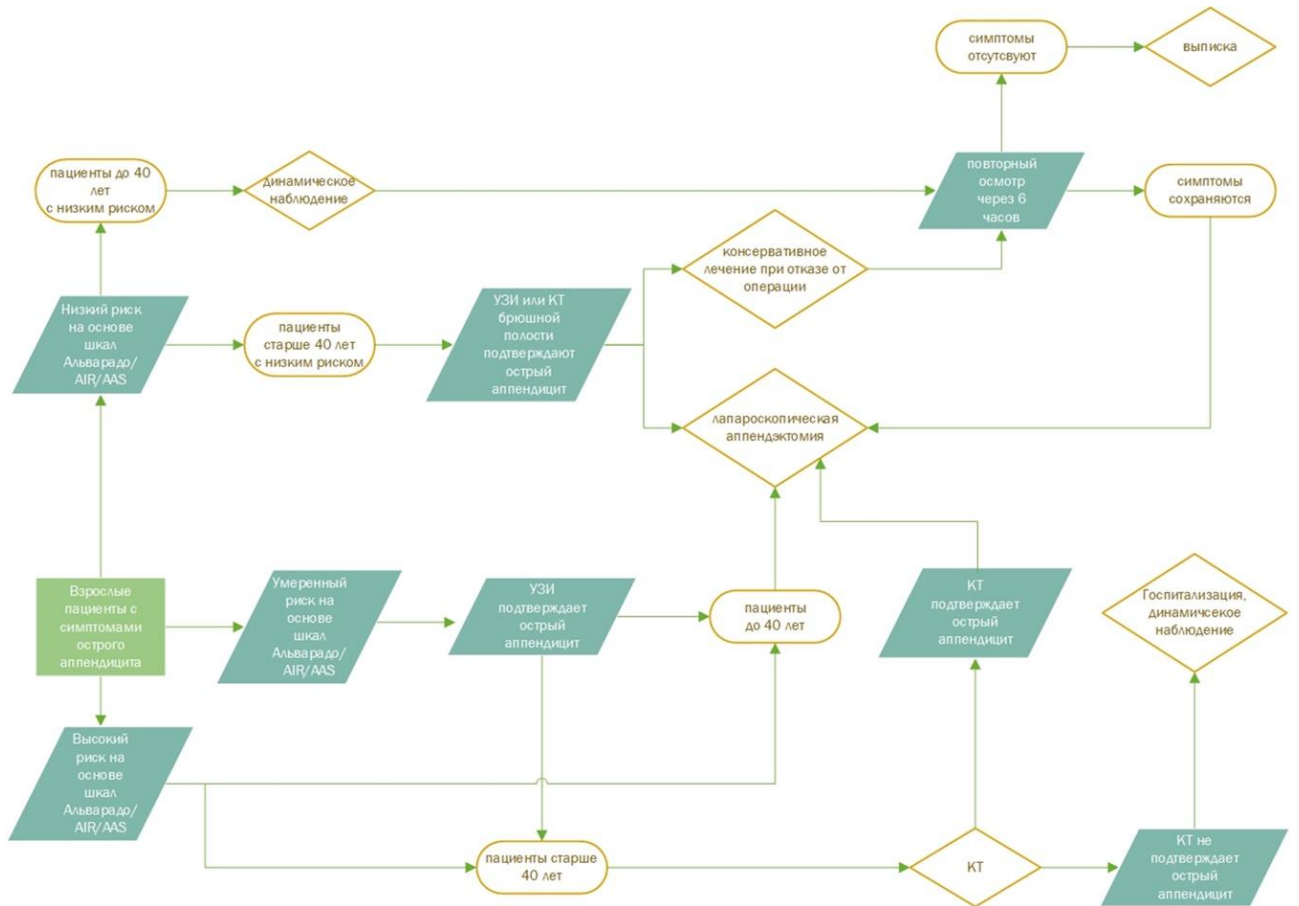 симптомы
отсутсвуют
выписка
пациенты до 40
лет
с низким риском
динамическое
наблюдение
повторный
осмотр
через 6
часов
симптомы
сохраняются
консервативное
лечение при отказе от
операции
Низкий риск
на основе
шкал
Альварадо/
AIR/AAS
пациенты
старше 40 лет
с низким риском
УЗИ или КТ
брюшной
полости
подтверждают
острый
аппендицит
лапароскопическая
аппендэктомия
Взрослые
пациенты с
симптомами
острого
аппендицита
Умеренный
риск на
основе
шкал
Альварадо/
AIR/AAS
УЗИ
подтверждает
острый
аппендицит
пациенты
до 40 лет
КТ
подтверждает
острый
аппендицит
Госпитализация,
динамичсекое
наблюдение
Высокий
риск на
основе
шкал
Альварадо/
AIR/AAS
пациенты старше
40 лет
КТ
КТ не
подтверждает
острый
аппендицит